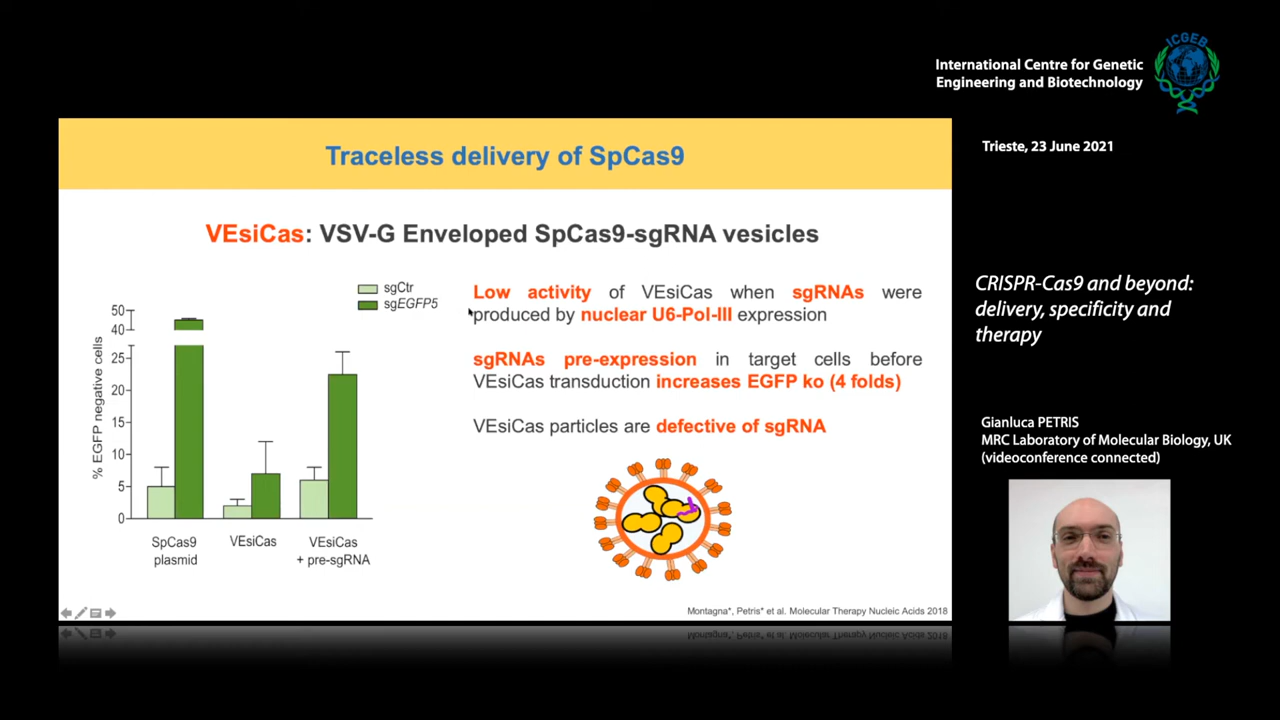 ICGEB
International Centre for Genetic
Engineering and Biotechnology
Trieste, 23 June 2021
Traceless delivery of SpCas9
VEsiCas: VSV-G Enveloped SpCas9-sgRNA vesicles
sgCtr
sgEGFP5
% EGFP negative cells
50
40
25
20
15
10
5
0
SpCas9
plasmid
VEsiCas
VEsiCas
+ pre-sgRNA
Low activity of VEsiCas when sgRNAs were
produced by nuclear U6-Pol-III expression
sgRNAs pre-expression in target cells before
VEsiCas transduction increases EGFP ko (4 folds)
VEsiCas particles are defective of sgRNA
Montagna*, Petris* et al. Molecular Therapy Nucleic Acids 2018
CRISPR-Cas9 and beyond:
delivery, specificity and
therapy
Gianluca PETRIS
MRC Laboratory of Molecular Biology, UK
(videoconference connected)